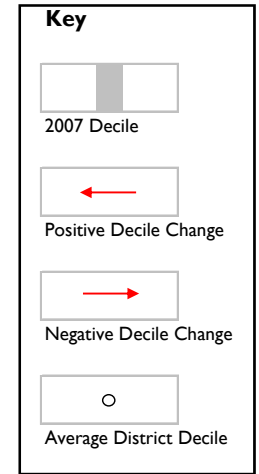 Key
2007 Decile
Positive Decile Change
Negative Decile Change
Average District Decile